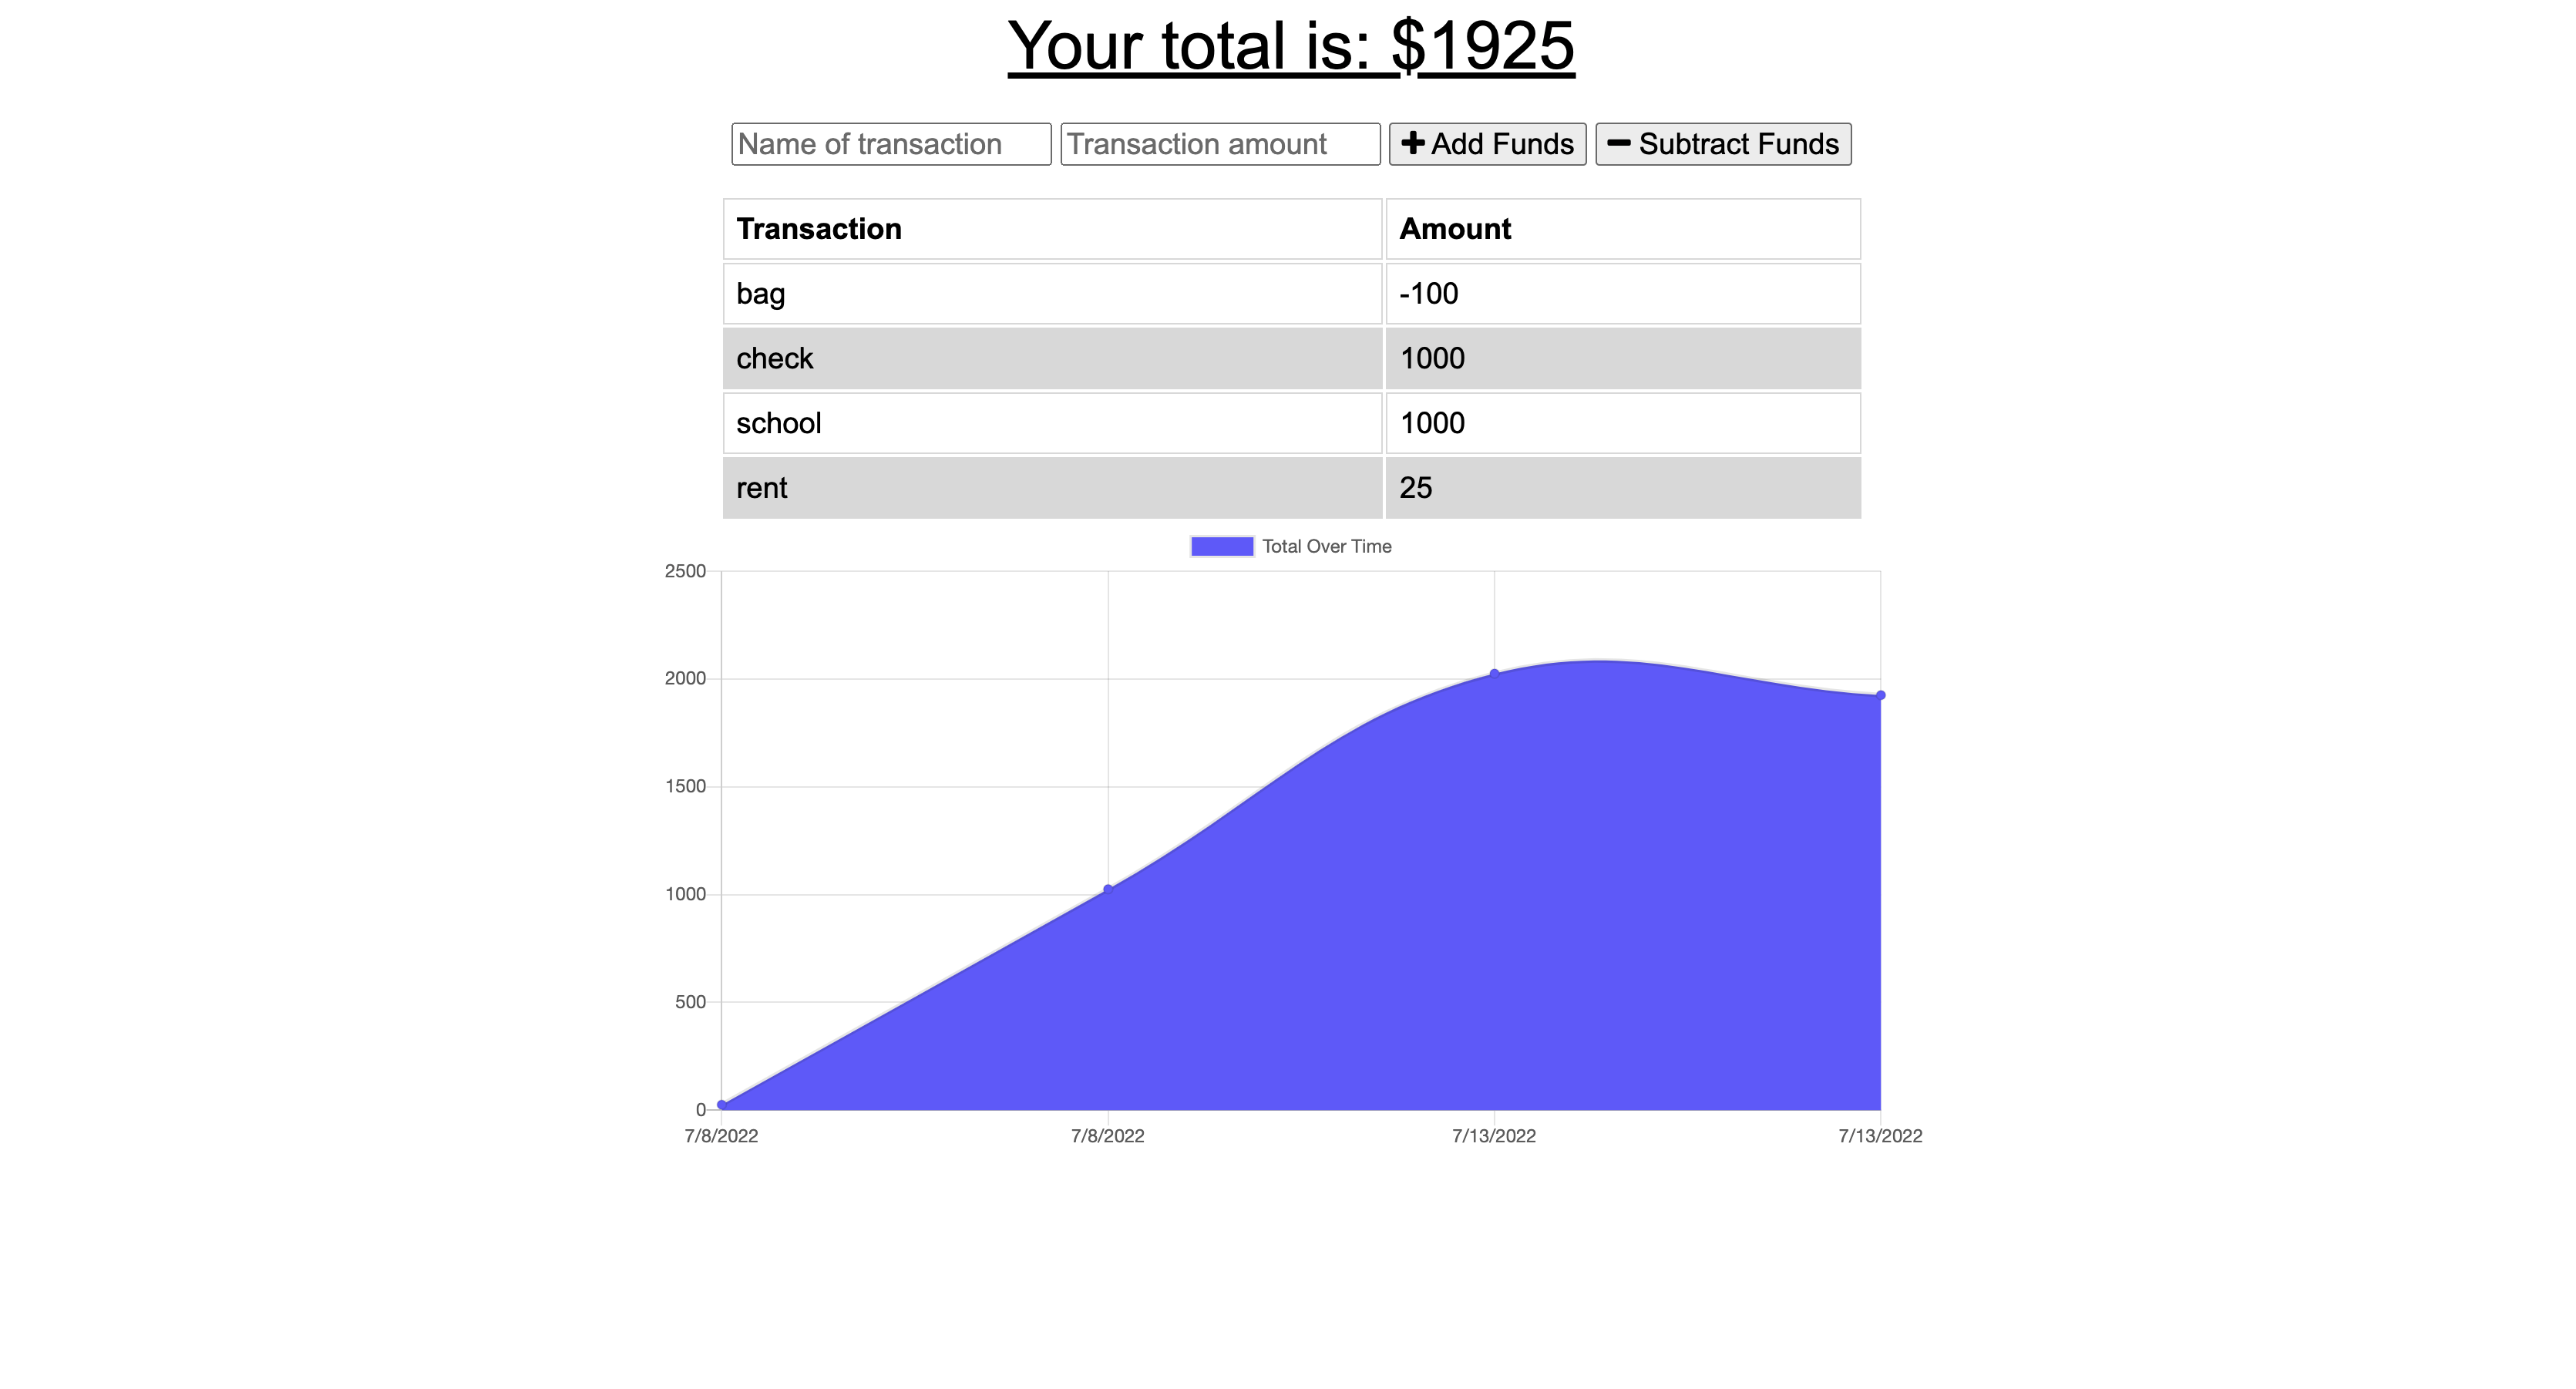 Your total is: $1925
Name of transaction Transaction amount + Add Funds − Subtract Funds
Transaction Amount
bag -100
check 1000
school 1000
rent 25
Total Over Time
2500
2000
1500
1000
500
0
7/8/2022 7/8/2022 7/13/2022 7/13/2022